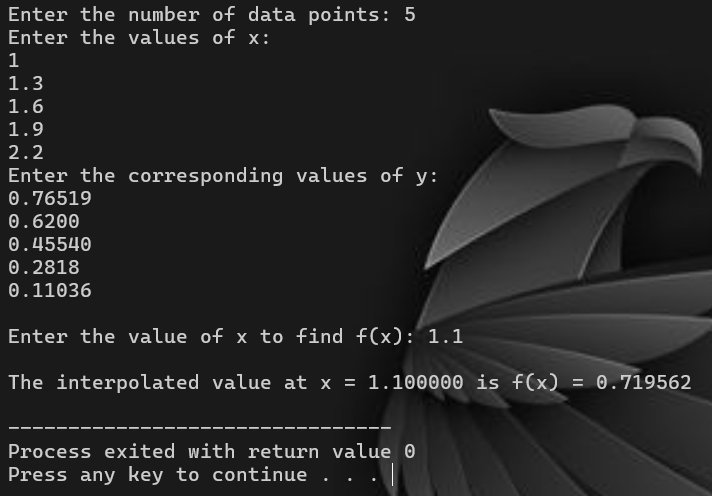 Enter the number of data points: 5
Enter the values of x:
1
1.3
1.6
1.9
2.2
Enter the corresponding values of y:
0.76519
0.6200
0.45540
0.2818
0.11036
Enter the value of x to find f(x): 1.1
The interpolated value at x = 1.100000 is f(x) = 0.719562
--------------------------------
Process exited with return value 0
Press any key to continue . . .